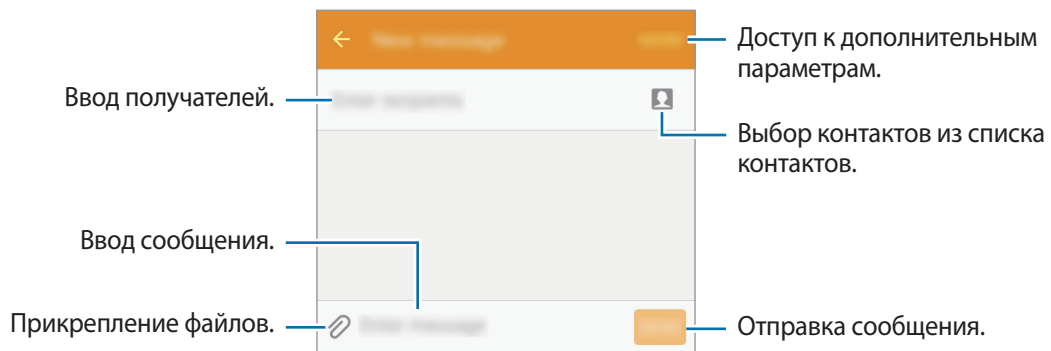 Доступ к дополнительным
параметрам.
Ввод получателей.
Выбор контактов из списка
контактов.
Ввод сообщения.
Прикрепление файлов.
Отправка сообщения.